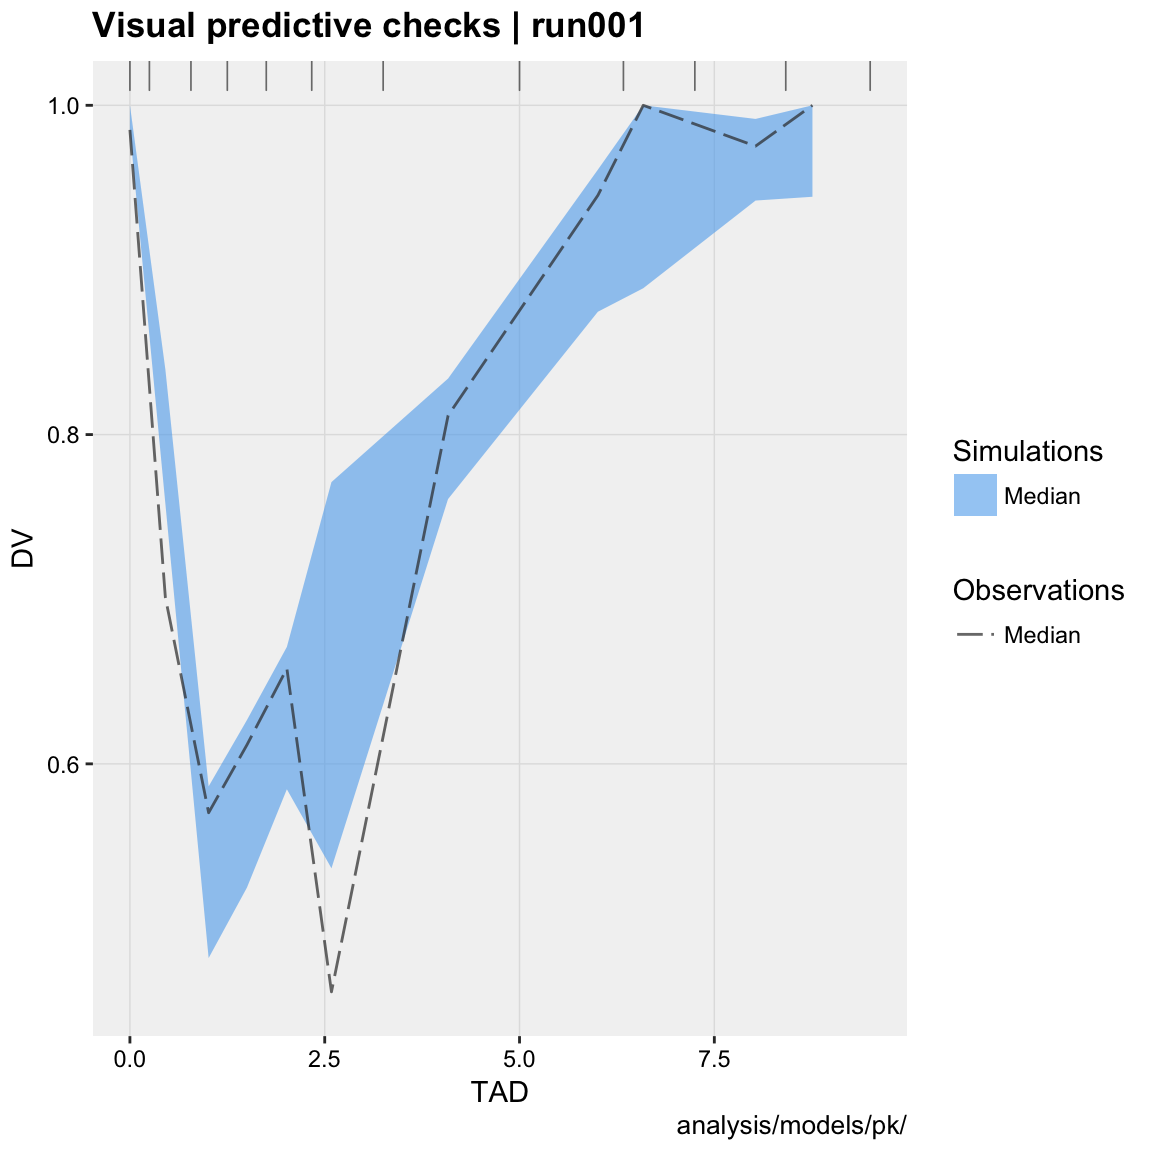 Visual predictive checks | run001
1.0
0.8
0.6
DV
0.0 2.5 5.0 7.5
TAD
analysis/models/pk/
Simulations
Median
Observations
Median